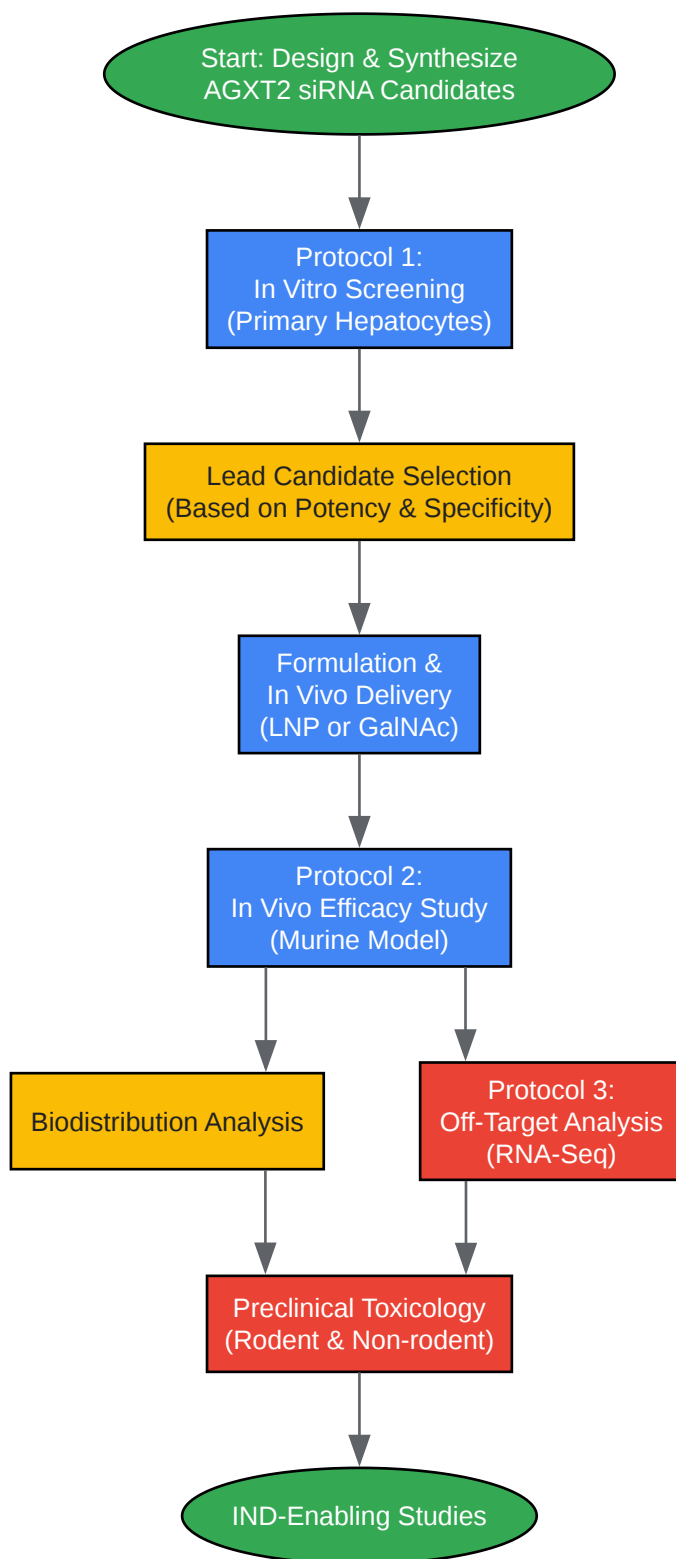 Start: Design & Synthesize
AGXT2 siRNA Candidates
Protocol 1:
In Vitro Screening
(Primary Hepatocytes)
Lead Candidate Selection
(Based on Potency & Specificity)
Formulation &
In Vivo Delivery
(LNP or GalNAc)
Protocol 2:
In Vivo Efficacy Study
(Murine Model)
Biodistribution Analysis
Protocol 3:
Off-Target Analysis
(RNA-Seq)
Preclinical Toxicology
(Rodent & Non-rodent)
IND-Enabling Studies